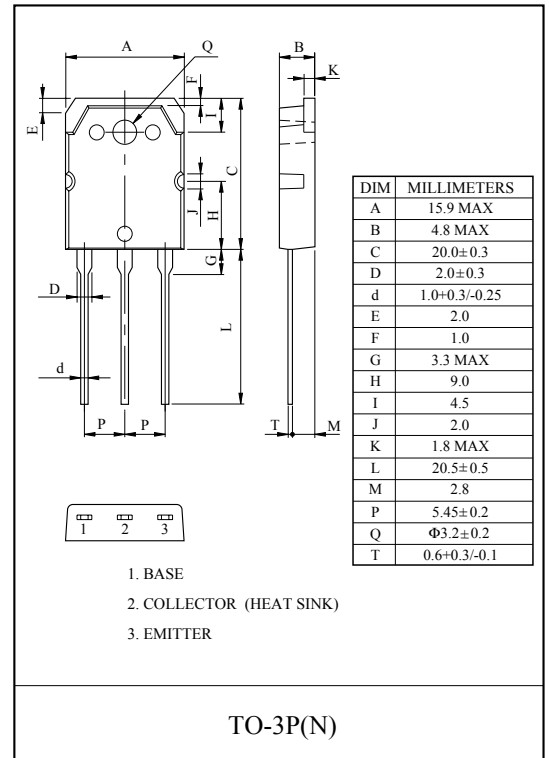 A
Q
B
F
K
E
I
C
J
H
G
D
L
d
P
P
T
M
DIM MILLIMETERS
A 15.9 MAX
B 4.8 MAX
C 20.0±0.3
D 2.0±0.3
d 1.0+0.3/-0.25
E 2.0
F 1.0
G 3.3 MAX
H 9.0
I 4.5
J 2.0
K 1.8 MAX
L 20.5±0.5
M 2.8
P 5.45±0.2
Q Φ3.2±0.2
T 0.6+0.3/-0.1
1 2 3
1. BASE
2. COLLECTOR (HEAT SINK)
3. EMITTER
TO-3P(N)